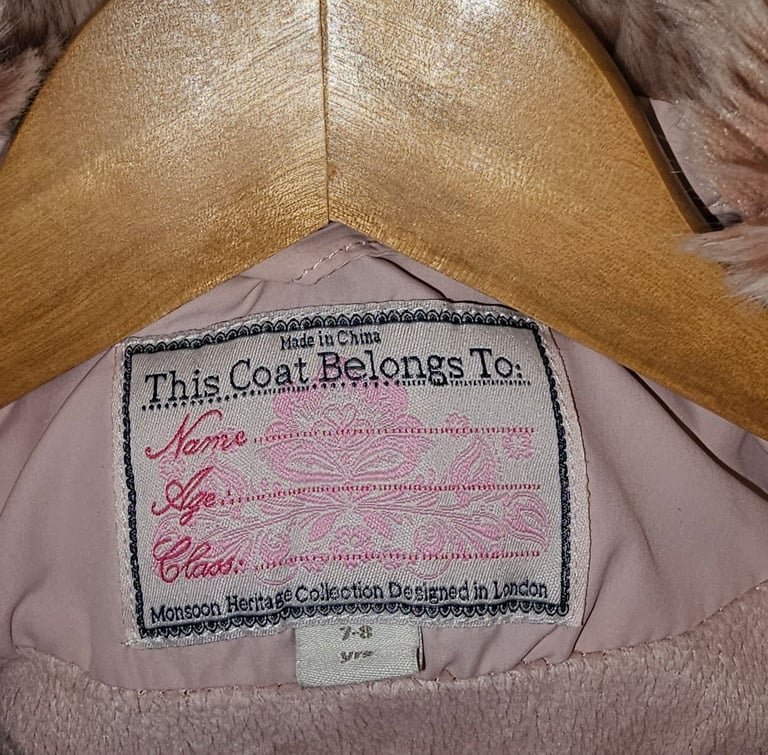 Made in China
This Coat Belongs To:
Name
Age:
Class:
Monsoon Heritage Collection Designed in London
7-8
yrs